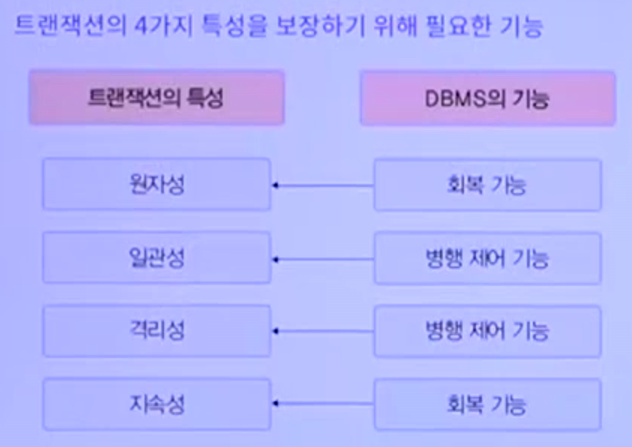 트랜잭션의 4가지 특성을 보장하기 위해 필요한 기능
트랜잭션의 특성
DBMS의 기능
원자성
회복 기능
일관성
병행 제어 기능
격리성
병행 제어 기능
지속성
회복 기능